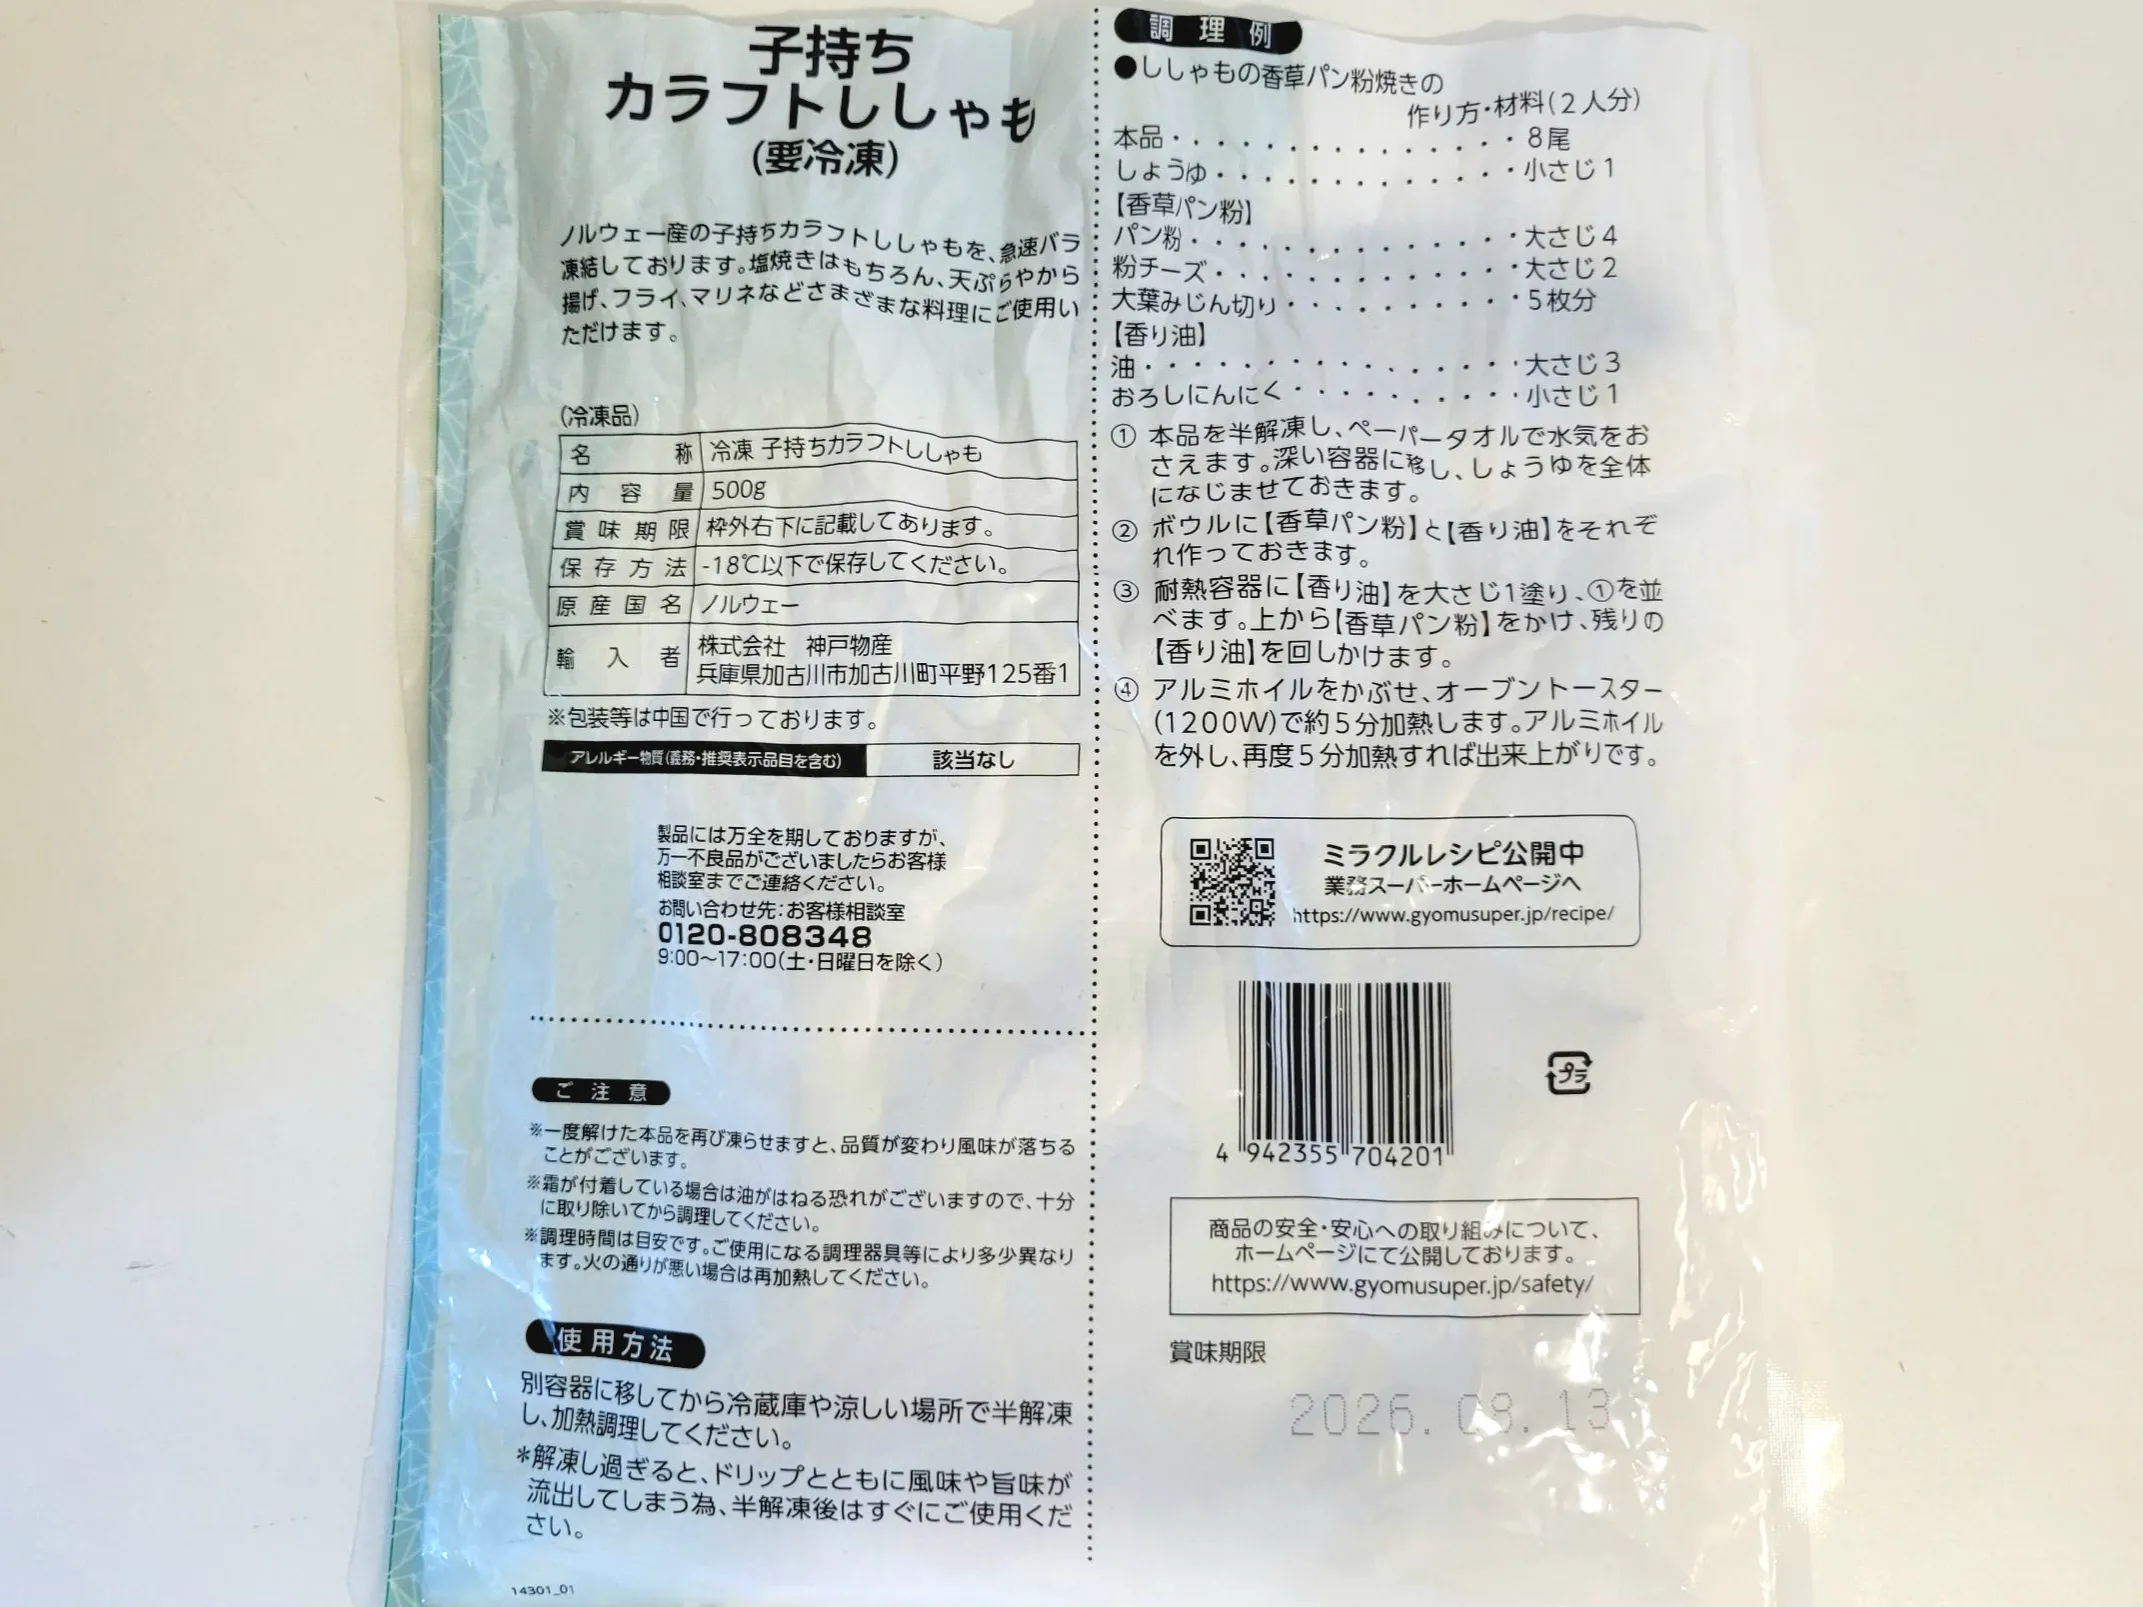 子持ち
カラフトししゃも
(要冷凍)
ノルウェー産の子持ちカラフトししゃもを、急速バラ
凍結しております。塩焼きはもちろん、天ぷらやから
揚げ、フライ、マリネなどさまざまな料理にご使用い
ただけます。
(冷凍品)
名称 冷凍 子持ちカラフトししゃも
内容量 500g
賞味期限 枠外右下に記載してあります。
保存方法 -18℃以下で保存してください。
原産国名 ノルウェー
輸入者 株式会社 神戸物産
兵庫県加古川市加古川町平野125番1
※包装等は中国で行っております。
アレルギー物質(義務・推奨表示品目を含む) 該当なし
製品には万全を期しておりますが、
万一不良品がございましたらお客様
相談室までご連絡ください。
お問い合わせ先:お客様相談室
0120-808348
9:00～17:00(土・日曜日を除く)
ご注意
※一度解けた本品を再び凍らせますと、品質が変わり風味が落ちる
ことがございます。
※霜が付着している場合は油がはねる恐れがございますので、十分
に取り除いてから調理してください。
※調理時間は目安です。ご使用になる調理器具等により多少異なり
ます。火の通りが悪い場合は再加熱してください。
使用方法
別容器に移してから冷蔵庫や涼しい場所で半解凍
し、加熱調理してください。
*解凍し過ぎると、ドリップとともに風味や旨味が
流出してしまう為、半解凍後はすぐにご使用くだ
さい。
14301_01
調理例
●ししゃもの香草パン粉焼きの
作り方・材料(2人分)
本品・・・・・・・・・・・・・・・8尾
しょうゆ・・・・・・・・・・・・・小さじ1
【香草パン粉】
パン粉・・・・・・・・・・・・・・大さじ4
粉チーズ・・・・・・・・・・・・・大さじ2
大葉みじん切り・・・・・・・・・・5枚分
【香り油】
油・・・・・・・・・・・・・・・・大さじ3
おろしにんにく・・・・・・・・・・小さじ1
① 本品を半解凍し、ペーパータオルで水気をお
さえます。深い容器に移し、しょうゆを全体
になじませておきます。
② ボウルに【香草パン粉】と【香り油】をそれぞ
れ作っておきます。
③ 耐熱容器に【香り油】を大さじ1塗り、①を並
べます。上から【香草パン粉】をかけ、残りの
【香り油】を回しかけます。
④ アルミホイルをかぶせ、オーブントースター
(1200W)で約5分加熱します。アルミホイル
を外し、再度5分加熱すれば出来上がりです。
ミラクルレシピ公開中
業務スーパーホームページへ
https://www.gyomusuper.jp/recipe/
4 942355 704201
プラ
商品の安全・安心への取り組みについて、
ホームページにて公開しております。
https://www.gyomusuper.jp/safety/
賞味期限
2026. 08. 13